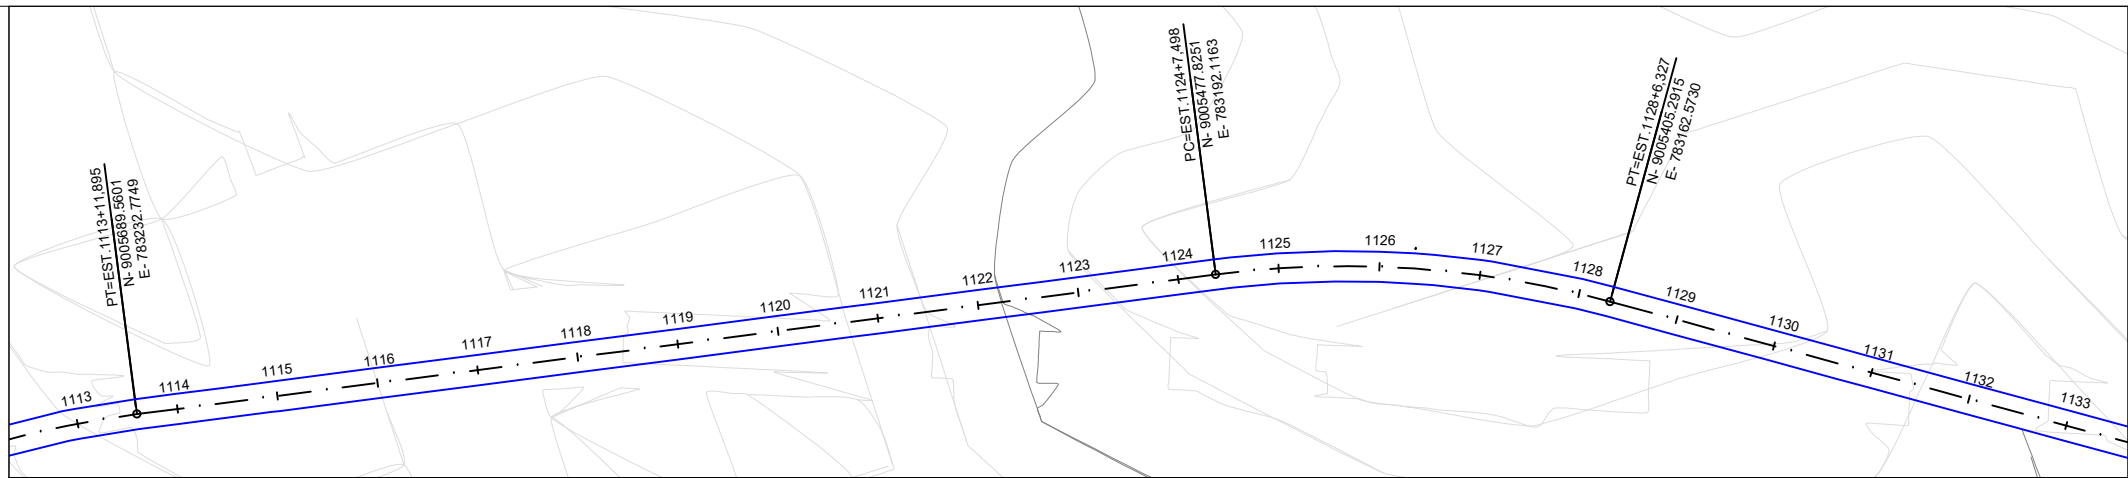 PT=EST.1113+11,895
N- 9005689.5601
E- 783232.7749
PC=EST.1124+7,498
N- 9005477.8251
E- 783192.1163
PT=EST.1128+6,327
N- 9005405.2915
E- 783162.5730
1113
1114
1115
1116
1117
1118
1119
1120
1121
1122
1123
1124
1125
1126
1127
1128
1129
1130
1131
1132
1133